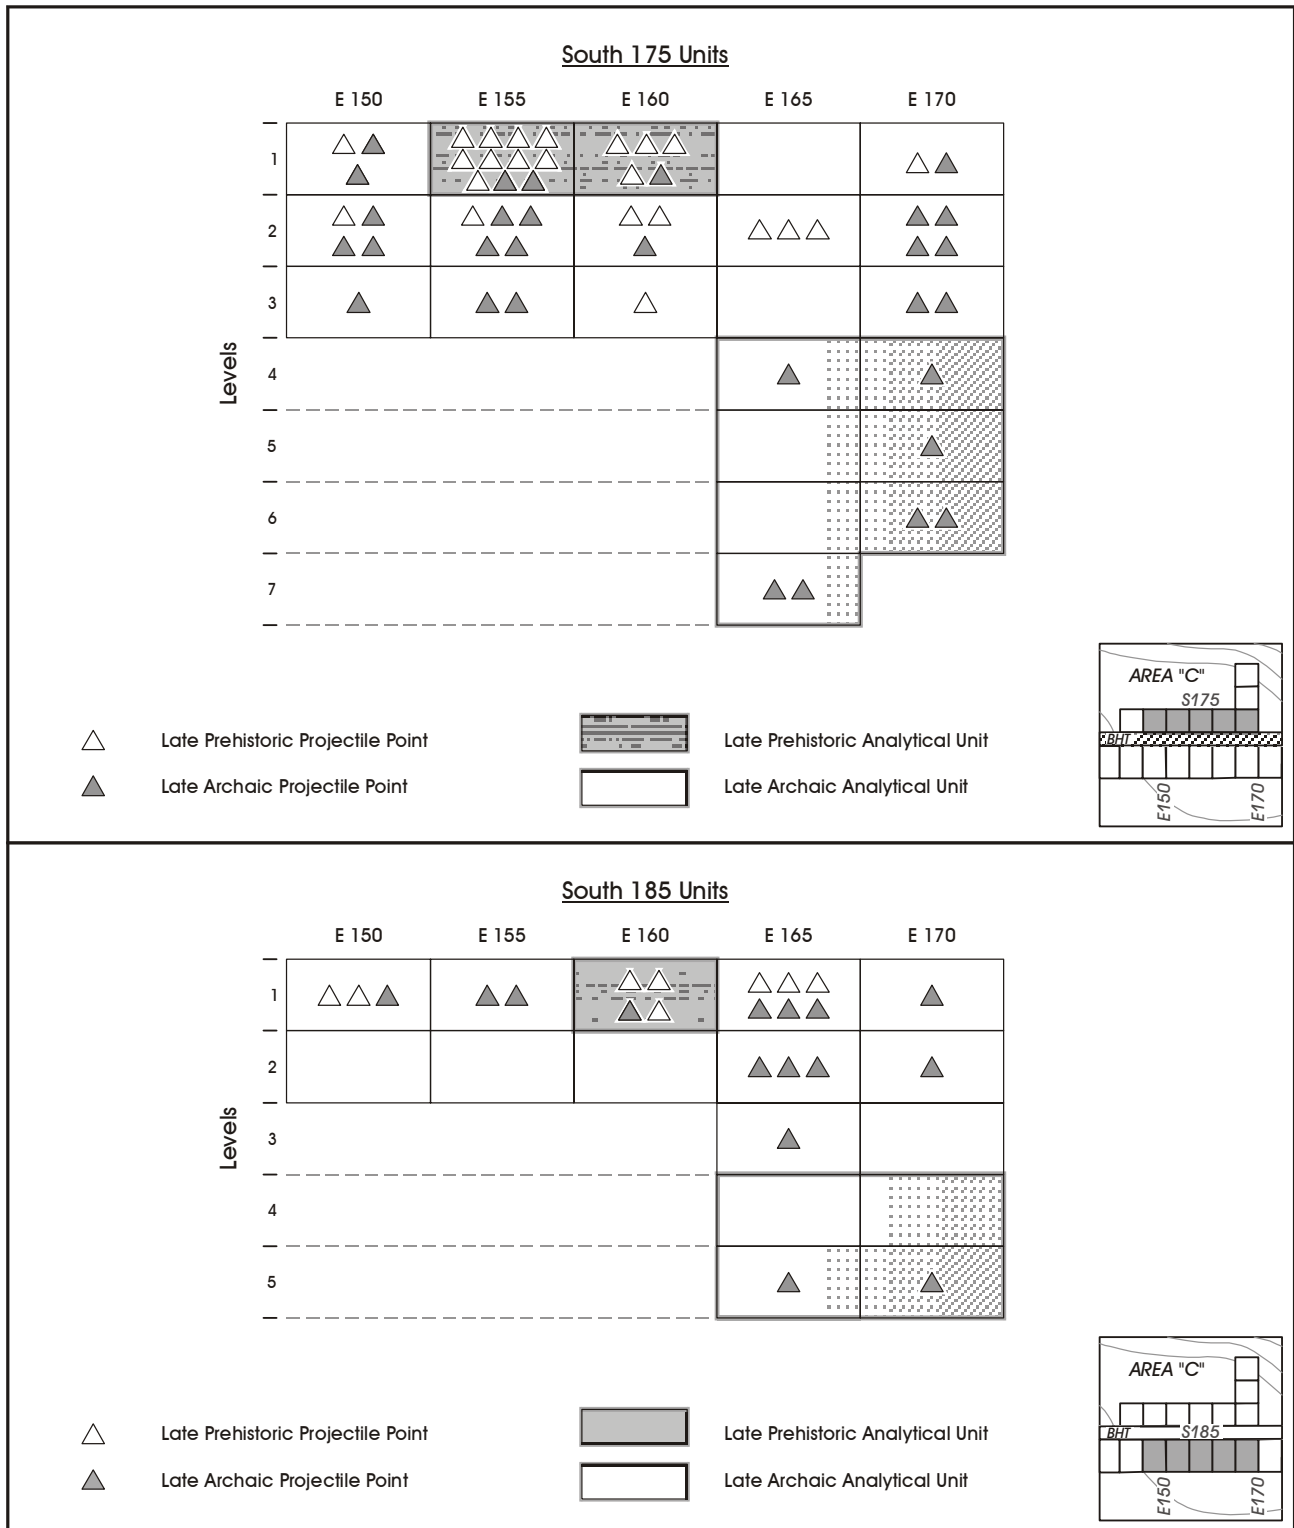 South 175 Units
E 150 E 155 E 160 E 165 E 170
1
2
3
Levels
4
5
6
7
AREA "C"
S175
BHT
E150 E170
Late Prehistoric Projectile Point Late Prehistoric Analytical Unit
Late Archaic Projectile Point Late Archaic Analytical Unit
South 185 Units
E 150 E 155 E 160 E 165 E 170
1
2
Levels
3
4
5
AREA "C"
BHT S185
E150 E170
Late Prehistoric Projectile Point Late Prehistoric Analytical Unit
Late Archaic Projectile Point Late Archaic Analytical Unit